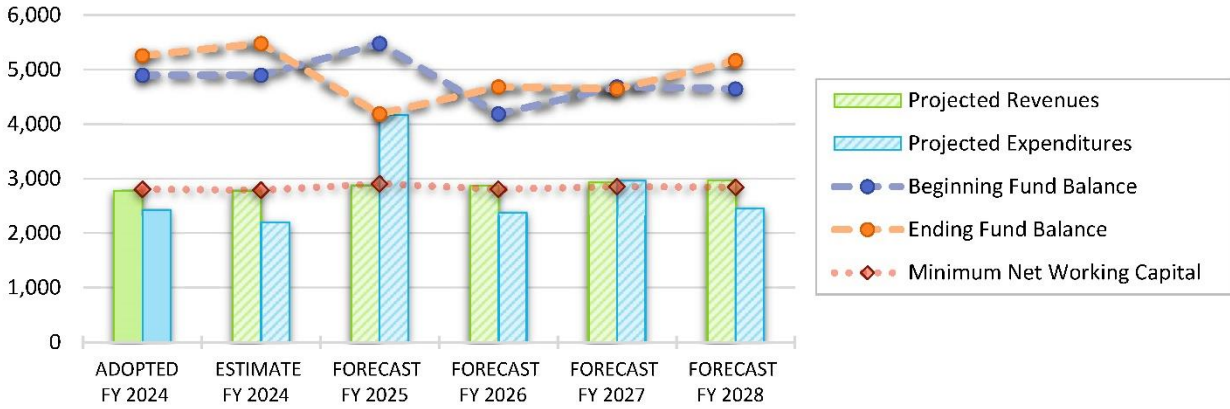 6,000
5,000
4,000
3,000
2,000
1,000
0
ADOPTED
FY 2024
ESTIMATE
FY 2024
FORECAST
FY 2025
FORECAST
FY 2026
FORECAST
FY 2027
FORECAST
FY 2028
Projected Revenues
Projected Expenditures
Beginning Fund Balance
Ending Fund Balance
Minimum Net Working Capital